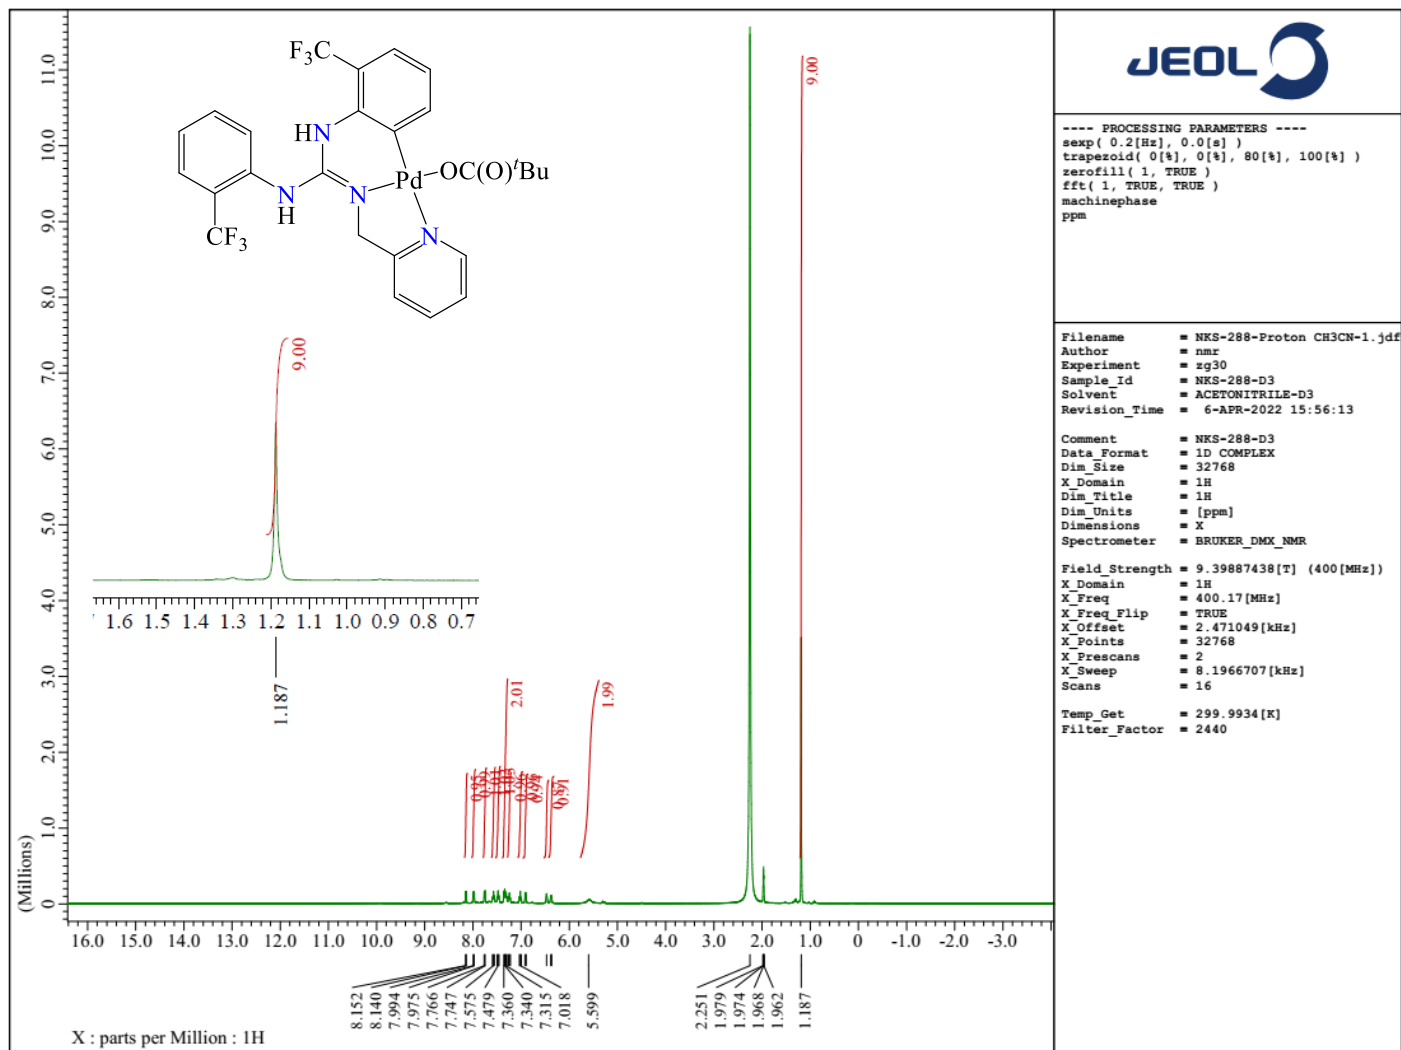 JEOL
---- PROCESSING PARAMETERS ----
sexp( 0.2[Hz], 0.0[s] )
trapezoid( 0[%], 0[%], 80[%], 100[%] )
zerofill( 1, TRUE )
fft( 1, TRUE, TRUE )
machinephase
ppm
Filename = NKS-288-Proton CH3CN-1.jdf
Author = nmr
Experiment = zg30
Sample_Id = NKS-288-D3
Solvent = ACETONITRILE-D3
Revision_Time = 6-APR-2022 15:56:13
Comment = NKS-288-D3
Data_Format = 1D COMPLEX
Dim_Size = 32768
X_Domain = 1H
Dim_Title = 1H
Dim_Units = [ppm]
Dimensions = X
Spectrometer = BRUKER_DMX_NMR
Field_Strength = 9.39887438[T] (400[MHz])
X_Domain = 1H
X_Freq = 400.17[MHz]
X_Freq_Flip = TRUE
X_Offset = 2.471049[kHz]
X_Points = 32768
X_Prescans = 2
X_Sweep = 8.1966707[kHz]
Scans = 16
Temp_Get = 299.9934[K]
Filter_Factor = 2440
F3C
HN
N
H
CF3
N
Pd
OC(O)tBu
N
9.00
9.00
1.6 1.5 1.4 1.3 1.2 1.1 1.0 0.9 0.8 0.7
1.187
2.01
1.99
0.95
0.91
(Millions)
11.0
10.0
9.0
8.0
7.0
6.0
5.0
4.0
3.0
2.0
1.0
0
16.0 15.0 14.0 13.0 12.0 11.0 10.0 9.0 8.0 7.0 6.0 5.0 4.0 3.0 2.0 1.0 0 -1.0 -2.0 -3.0
8.152
8.140
7.994
7.975
7.766
7.747
7.575
7.479
7.360
7.340
7.315
7.018
5.599
2.251
1.979
1.974
1.968
1.962
1.187
X : parts per Million : 1H